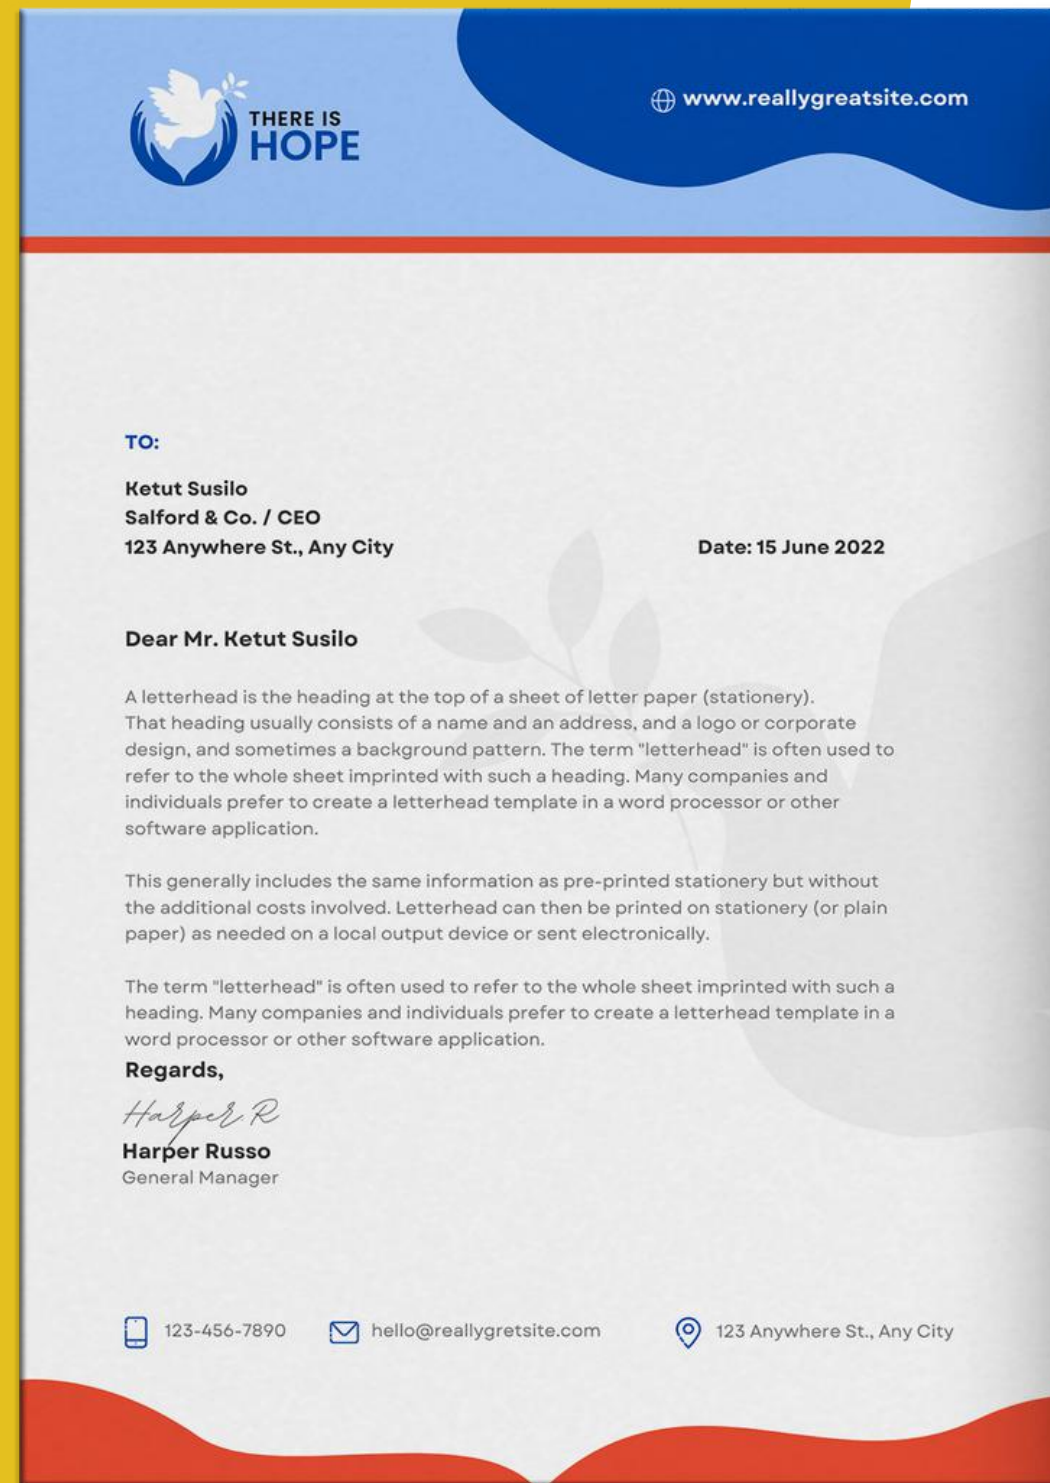 THERE IS
HOPE
www.reallygreatsite.com
TO:
Ketut Susilo
Salford & Co. / CEO
123 Anywhere St., Any City
Date: 15 June 2022
Dear Mr. Ketut Susilo
A letterhead is the heading at the top of a sheet of letter paper (stationery).
That heading usually consists of a name and an address, and a logo or corporate
design, and sometimes a background pattern. The term "letterhead" is often used to
refer to the whole sheet imprinted with such a heading. Many companies and
individuals prefer to create a letterhead template in a word processor or other
software application.
This generally includes the same information as pre-printed stationery but without
the additional costs involved. Letterhead can then be printed on stationery (or plain
paper) as needed on a local output device or sent electronically.
The term "letterhead" is often used to refer to the whole sheet imprinted with such a
heading. Many companies and individuals prefer to create a letterhead template in a
word processor or other software application.
Regards,
Harper R
Harper Russo
General Manager
123-456-7890
hello@reallygretsite.com
123 Anywhere St., Any City